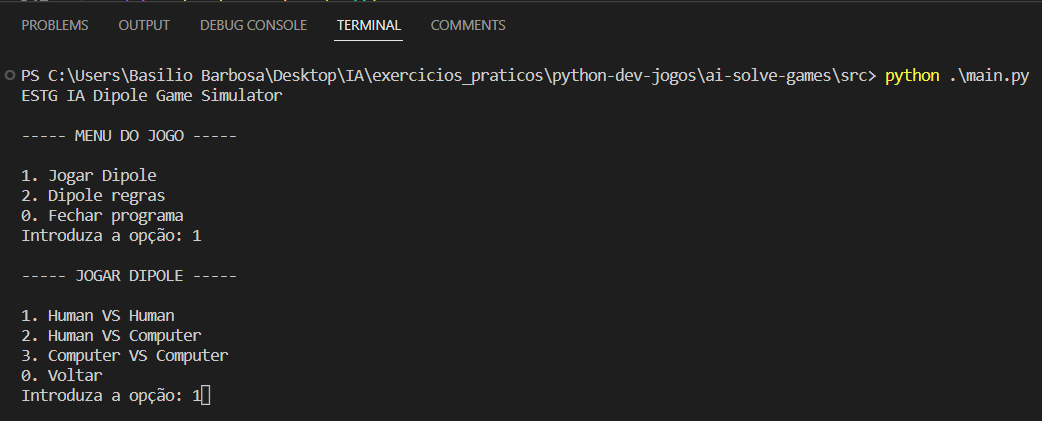 PROBLEMS OUTPUT DEBUG CONSOLE TERMINAL COMMENTS
PS C:\Users\Basilio Barbosa\Desktop\IA\exercicios_praticos\python-dev-jogos\ai-solve-games\src> python .\main.py
ESTG IA Dipole Game Simulator
----- MENU DO JOGO -----
1. Jogar Dipole
2. Dipole regras
0. Fechar programa
Introduza a opção: 1
----- JOGAR DIPOLE -----
1. Human VS Human
2. Human VS Computer
3. Computer VS Computer
0. Voltar
Introduza a opção: 1